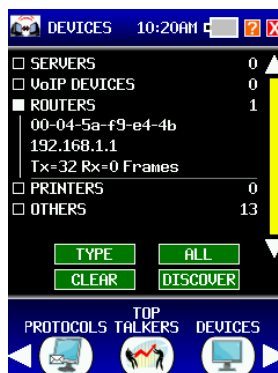 DEVICES 10:20AM ? X
SERVERS 0
VoIP DEVICES 0
ROUTERS 1
00-04-5a-f9-e4-4b
192.168.1.1
Tx=32 Rx=0 Frames
PRINTERS 0
OTHERS 13
TYPE ALL
CLEAR DISCOVER
PROTOCOLS TOP TALKERS DEVICES